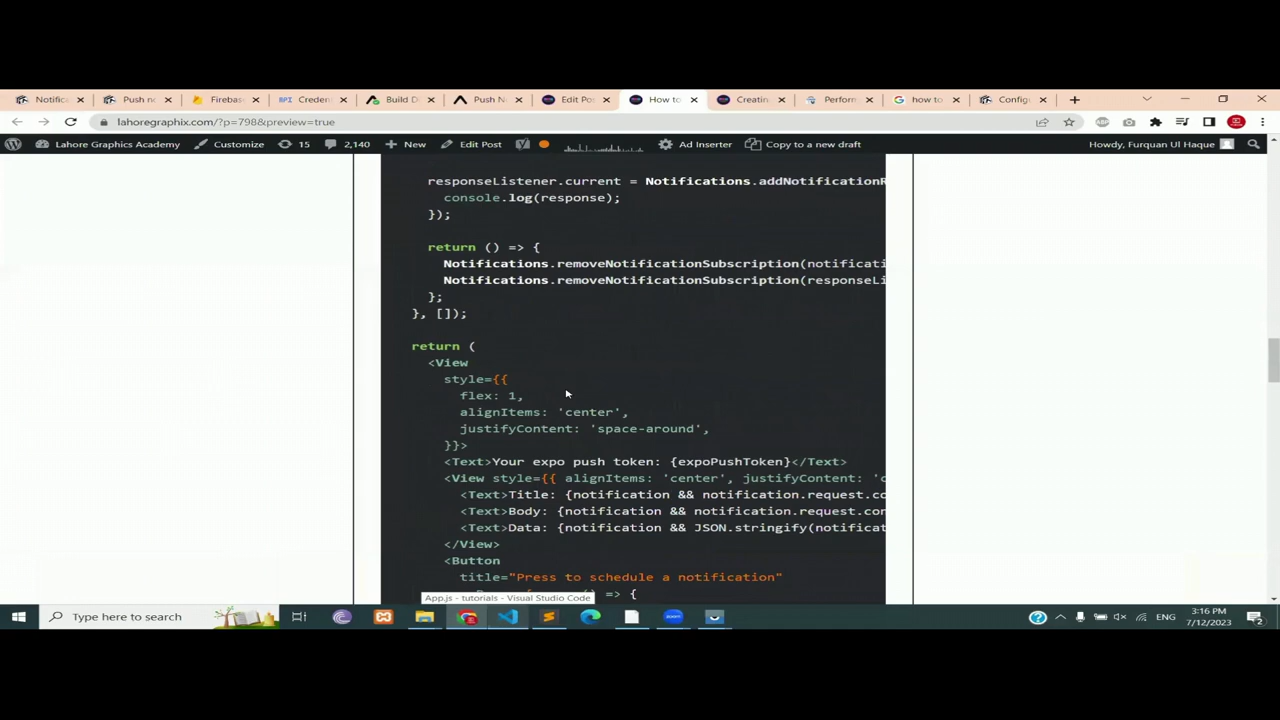 Notific
Push no
Firebas
API Creden
Build D
Push N
Edit Po
How to
Creatin
Perform
how to
Config
lahoregraphix.com/?p=798&preview=true
Lahore Graphics Academy
Customize
15
2,140
New
Edit Post
Ad Inserter
Copy to a new draft
Howdy, Furquan Ul Haque
responseListener.current = Notifications.addNotificationR
console.log(response);
});
return () => {
Notifications.removeNotificationSubscription(notificati
Notifications.removeNotificationSubscription(responseLi
};
}, []);
return (
<View
style={{
flex: 1,
alignItems: 'center',
justifyContent: 'space-around',
}}>
<Text>Your expo push token: {expoPushToken}</Text>
<View style={{ alignItems: 'center', justifyContent: 'c
<Text>Title: {notification && notification.request.co
<Text>Body: {notification && notification.request.con
<Text>Data: {notification && JSON.stringify(notificat
</View>
<Button
title="Press to schedule a notification"
() => {
App.js - tutorials - Visual Studio Code
Type here to search
ENG
3:16 PM
7/12/2023
2